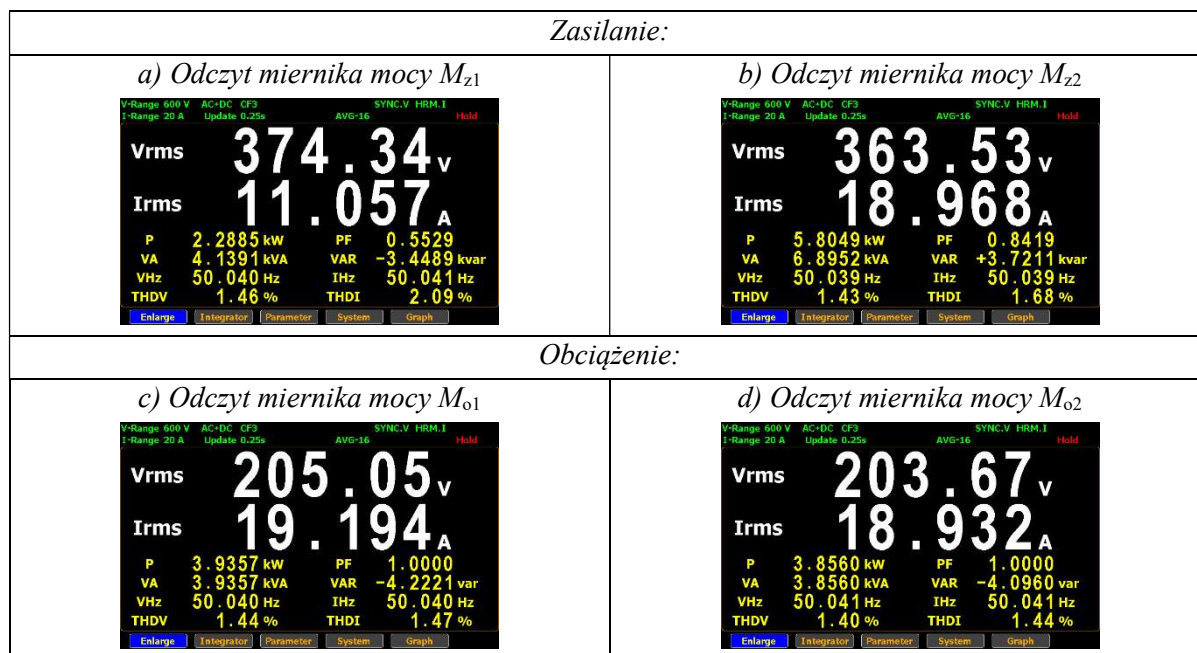 Zasilanie:
a) Odczyt miernika mocy Mz1
V-Range 600 V AC+DC CF3 SYNC.V HRM.I
I-Range 20 A Update 0.25s AVG-16 Hold
Vrms 374.34 V
Irms 11.057 A
P 2.2885 kW PF 0.5529
VA 4.1391 kVA VAR -3.4489 kvar
VHz 50.040 Hz IHz 50.041 Hz
THDV 1.46 % THDI 2.09 %
Enlarge Integrator Parameter System Graph
b) Odczyt miernika mocy Mz2
V-Range 600 V AC+DC CF3 SYNC.V HRM.I
I-Range 20 A Update 0.25s AVG-16 Hold
Vrms 363.53 V
Irms 18.968 A
P 5.8049 kW PF 0.8419
VA 6.8952 kVA VAR +3.7211 kvar
VHz 50.039 Hz IHz 50.039 Hz
THDV 1.43 % THDI 1.68 %
Enlarge Integrator Parameter System Graph
Obciążenie:
c) Odczyt miernika mocy Mo1
V-Range 600 V AC+DC CF3 SYNC.V HRM.I
I-Range 20 A Update 0.25s AVG-16 Hold
Vrms 205.05 V
Irms 19.194 A
P 3.9357 kW PF 1.0000
VA 3.9357 kVA VAR -4.2221 var
VHz 50.040 Hz IHz 50.040 Hz
THDV 1.44 % THDI 1.47 %
Enlarge Integrator Parameter System Graph
d) Odczyt miernika mocy Mo2
V-Range 600 V AC+DC CF3 SYNC.V HRM.I
I-Range 20 A Update 0.25s AVG-16 Hold
Vrms 203.67 V
Irms 18.932 A
P 3.8560 kW PF 1.0000
VA 3.8560 kVA VAR -4.0960 var
VHz 50.041 Hz IHz 50.041 Hz
THDV 1.40 % THDI 1.44 %
Enlarge Integrator Parameter System Graph